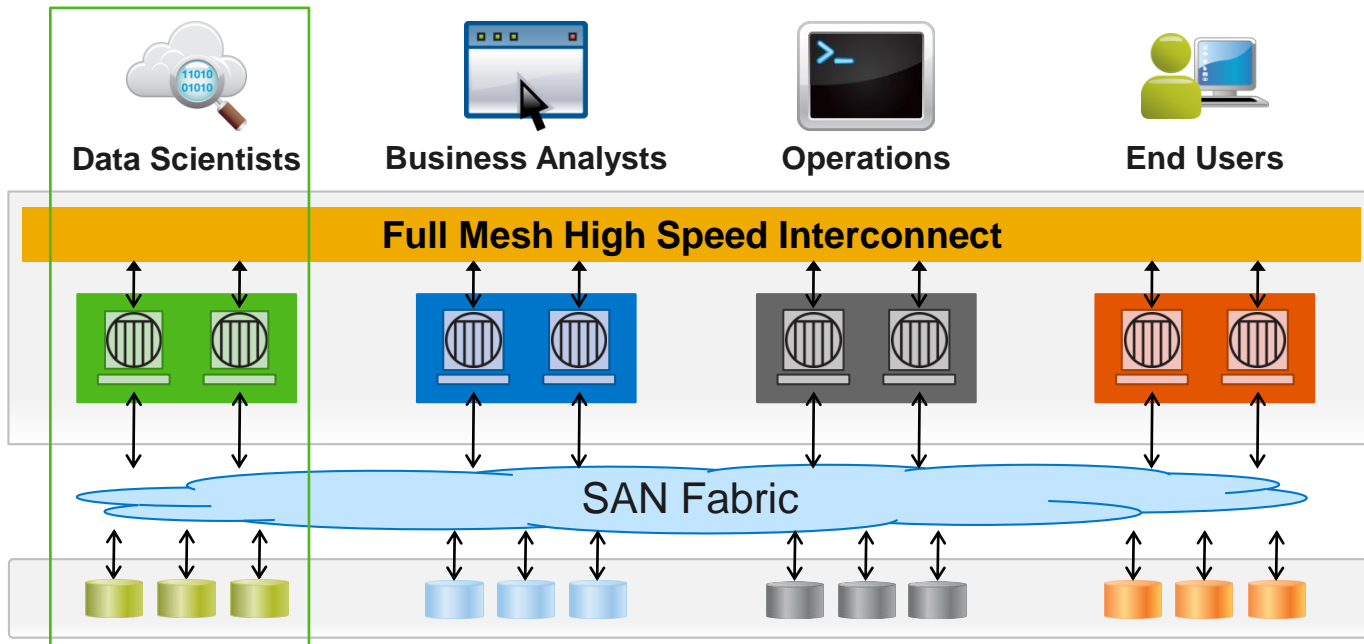 11010
01010
>_
Data Scientists
Business Analysts
Operations
End Users
Full Mesh High Speed Interconnect
SAN Fabric